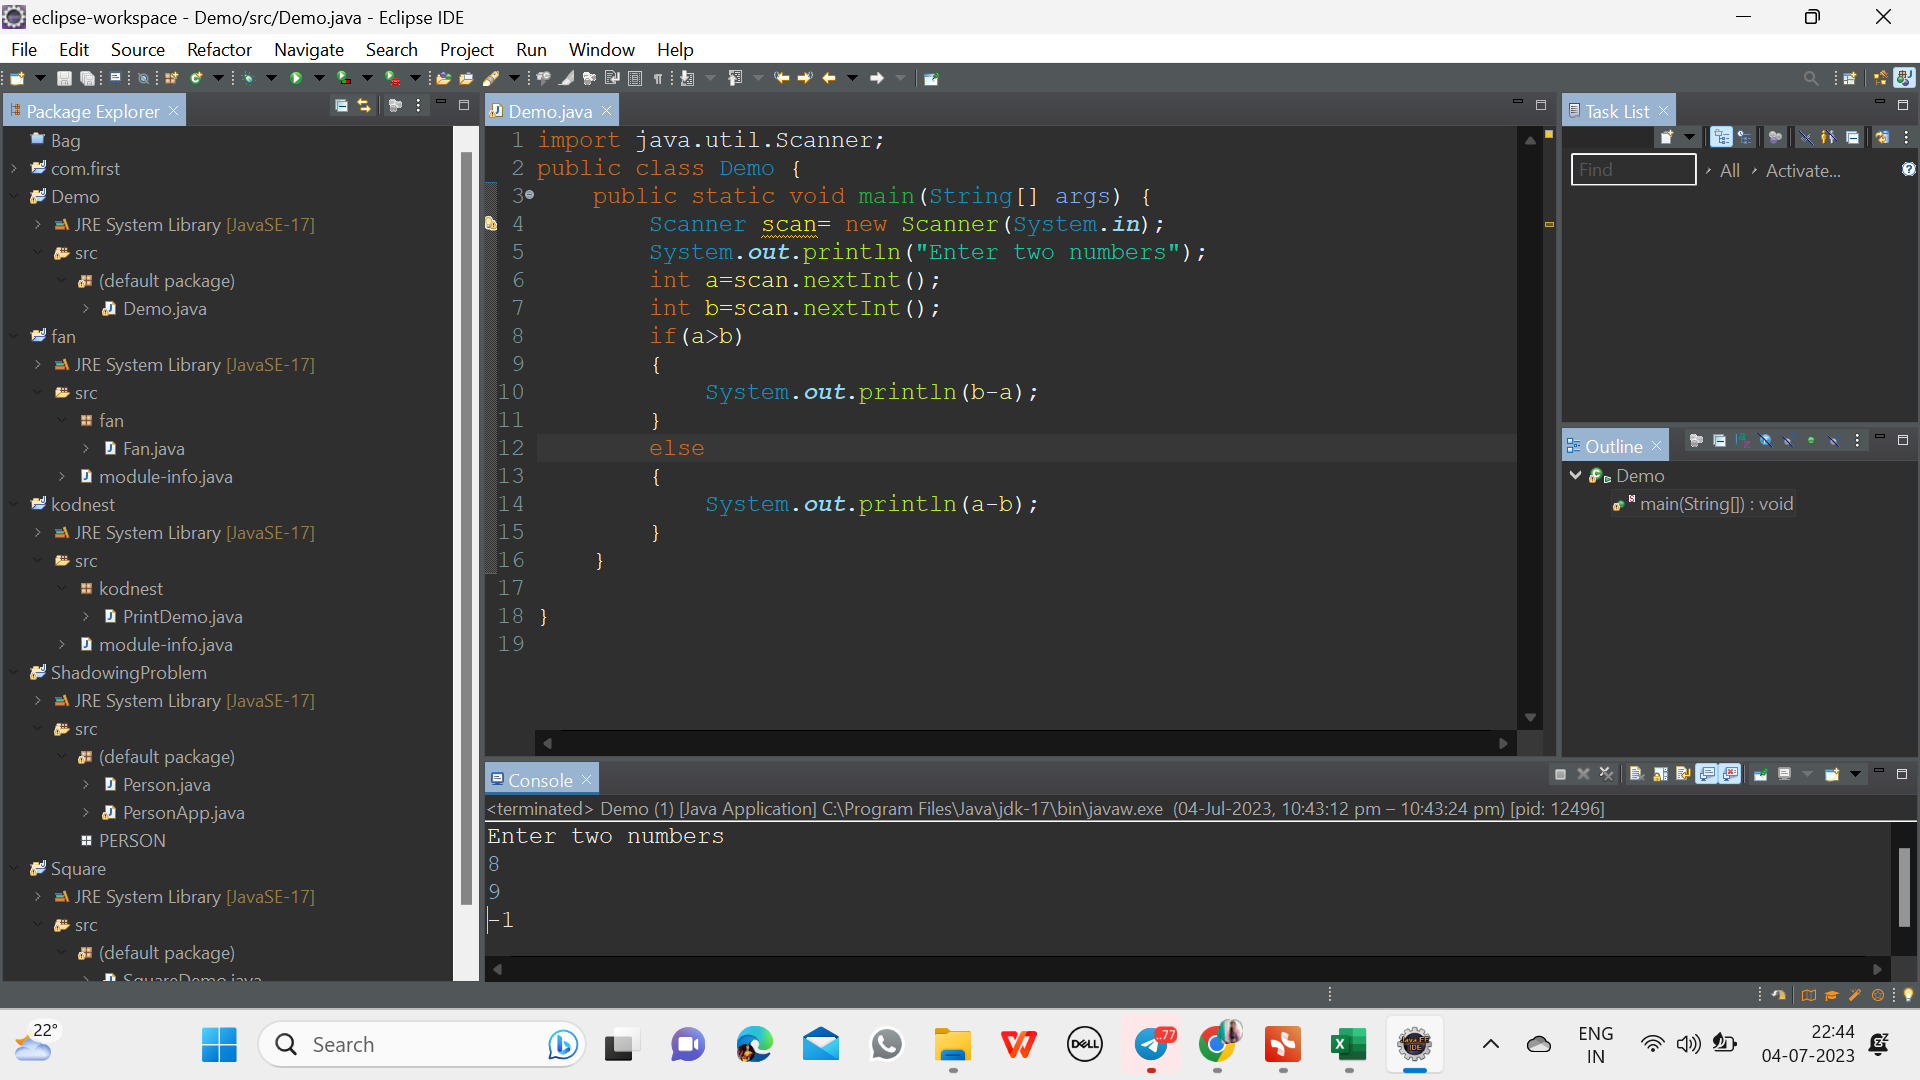 eclipse-workspace - Demo/src/Demo.java - Eclipse IDE
File Edit Source Refactor Navigate Search Project Run Window Help
Package Explorer
Bag
com.first
Demo
JRE System Library [JavaSE-17]
src
(default package)
Demo.java
fan
JRE System Library [JavaSE-17]
src
fan
Fan.java
module-info.java
kodnest
JRE System Library [JavaSE-17]
src
kodnest
PrintDemo.java
module-info.java
ShadowingProblem
JRE System Library [JavaSE-17]
src
(default package)
Person.java
PersonApp.java
PERSON
Square
JRE System Library [JavaSE-17]
src
(default package)
SquareDemo.java
Demo.java
1 import java.util.Scanner;
2 public class Demo {
3 public static void main(String[] args) {
4 Scanner scan= new Scanner(System.in);
5 System.out.println("Enter two numbers");
6 int a=scan.nextInt();
7 int b=scan.nextInt();
8 if(a>b)
9 {
10 System.out.println(b-a);
11 }
12 else
13 {
14 System.out.println(a-b);
15 }
16 }
17
18 }
19
Task List
Find All Activate...
Outline
Demo
main(String[]) : void
Console
<terminated> Demo (1) [Java Application] C:\Program Files\Java\jdk-17\bin\javaw.exe (04-Jul-2023, 10:43:12 pm – 10:43:24 pm) [pid: 12496]
Enter two numbers
8
9
-1
22°
Search
DELL
77
ENG
IN
22:44
04-07-2023